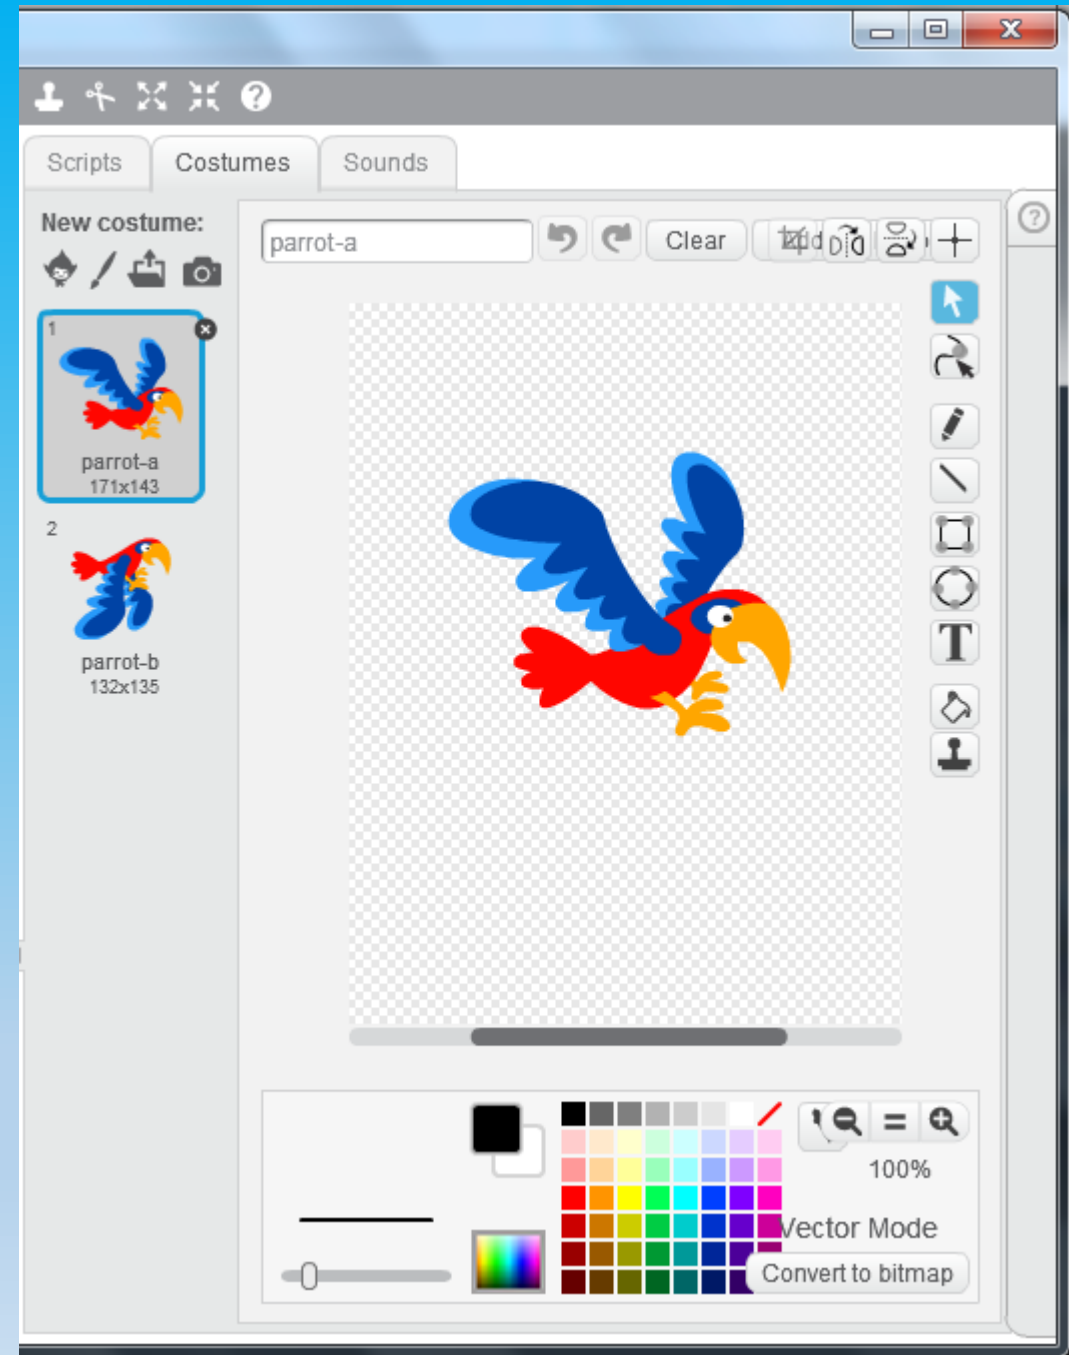 Scripts
Costumes
Sounds
New costume:
parrot-a
Clear
1
parrot-a
171x143
2
parrot-b
132x135
T
100%
Vector Mode
Convert to bitmap